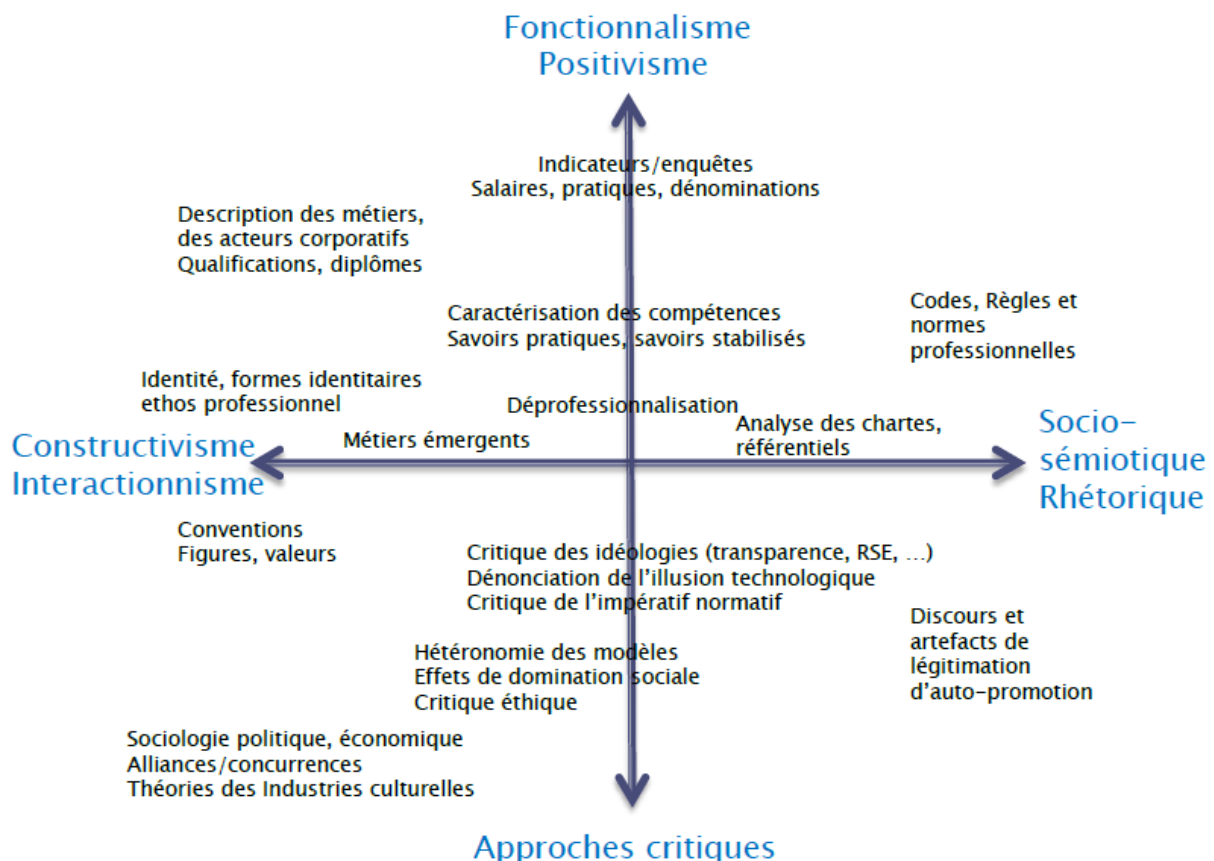 Fonctionnalisme
Positivisme
Indicateurs/enquêtes
Salaires, pratiques, dénominations
Description des métiers,
des acteurs corporatifs
Qualifications, diplômes
Caractérisation des compétences
Savoirs pratiques, savoirs stabilisés
Codes, Règles et
normes
professionnelles
Identité, formes identitaires
ethos professionnel
Déprofessionnalisation
Analyse des chartes,
référentiels
Métiers émergents
Constructivisme
Interactionnisme
Socio-
sémiotique
Rhétorique
Conventions
Figures, valeurs
Critique des idéologies (transparence, RSE, ...)
Dénonciation de l'illusion technologique
Critique de l'impératif normatif
Discours et
artefacts de
légitimation
d'auto-promotion
Hétéronomie des modèles
Effets de domination sociale
Critique éthique
Sociologie politique, économique
Alliances/concurrences
Théories des Industries culturelles
Approches critiques